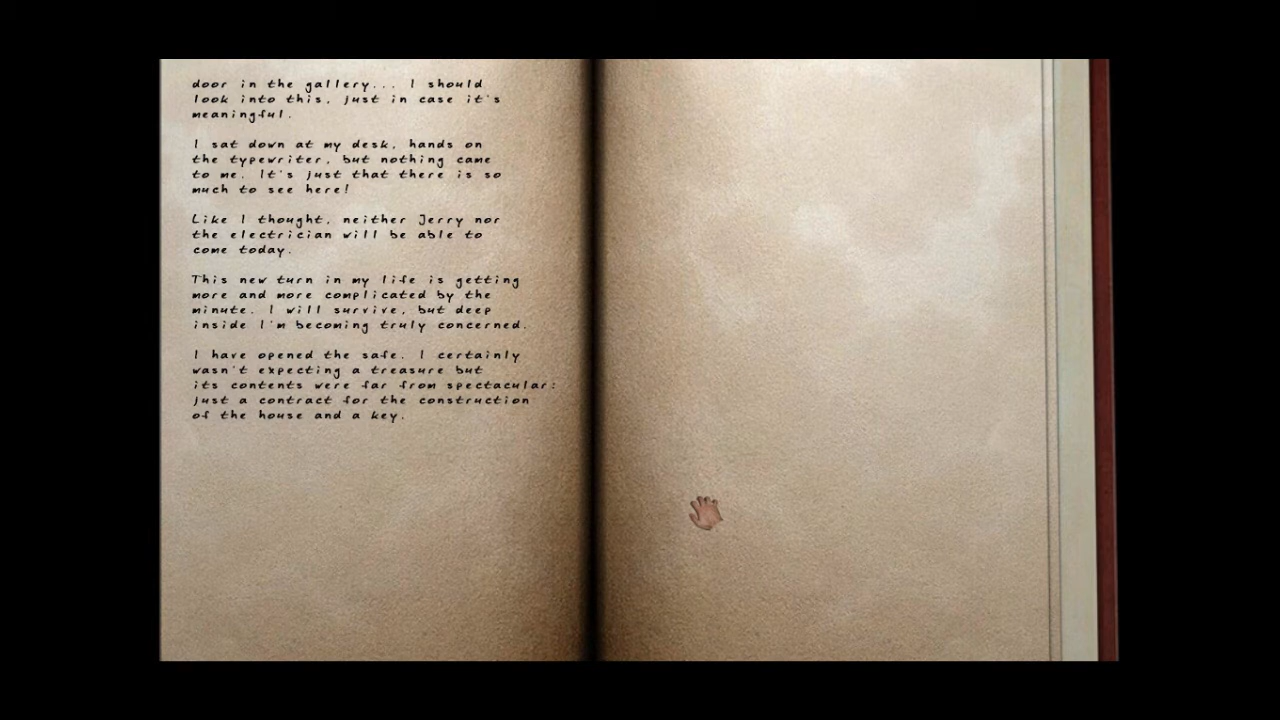 door in the gallery... I should
look into this, just in case it's
meaningful.
I sat down at my desk, hands on
the typewriter, but nothing came
to me. It's just that there is so
much to see here!
Like I thought, neither Jerry nor
the electrician will be able to
come today.
This new turn in my life is getting
more and more complicated by the
minute. I will survive, but deep
inside I'm becoming truly concerned.
I have opened the safe. I certainly
wasn't expecting a treasure but
its contents were far from spectacular:
just a contract for the construction
of the house and a key.